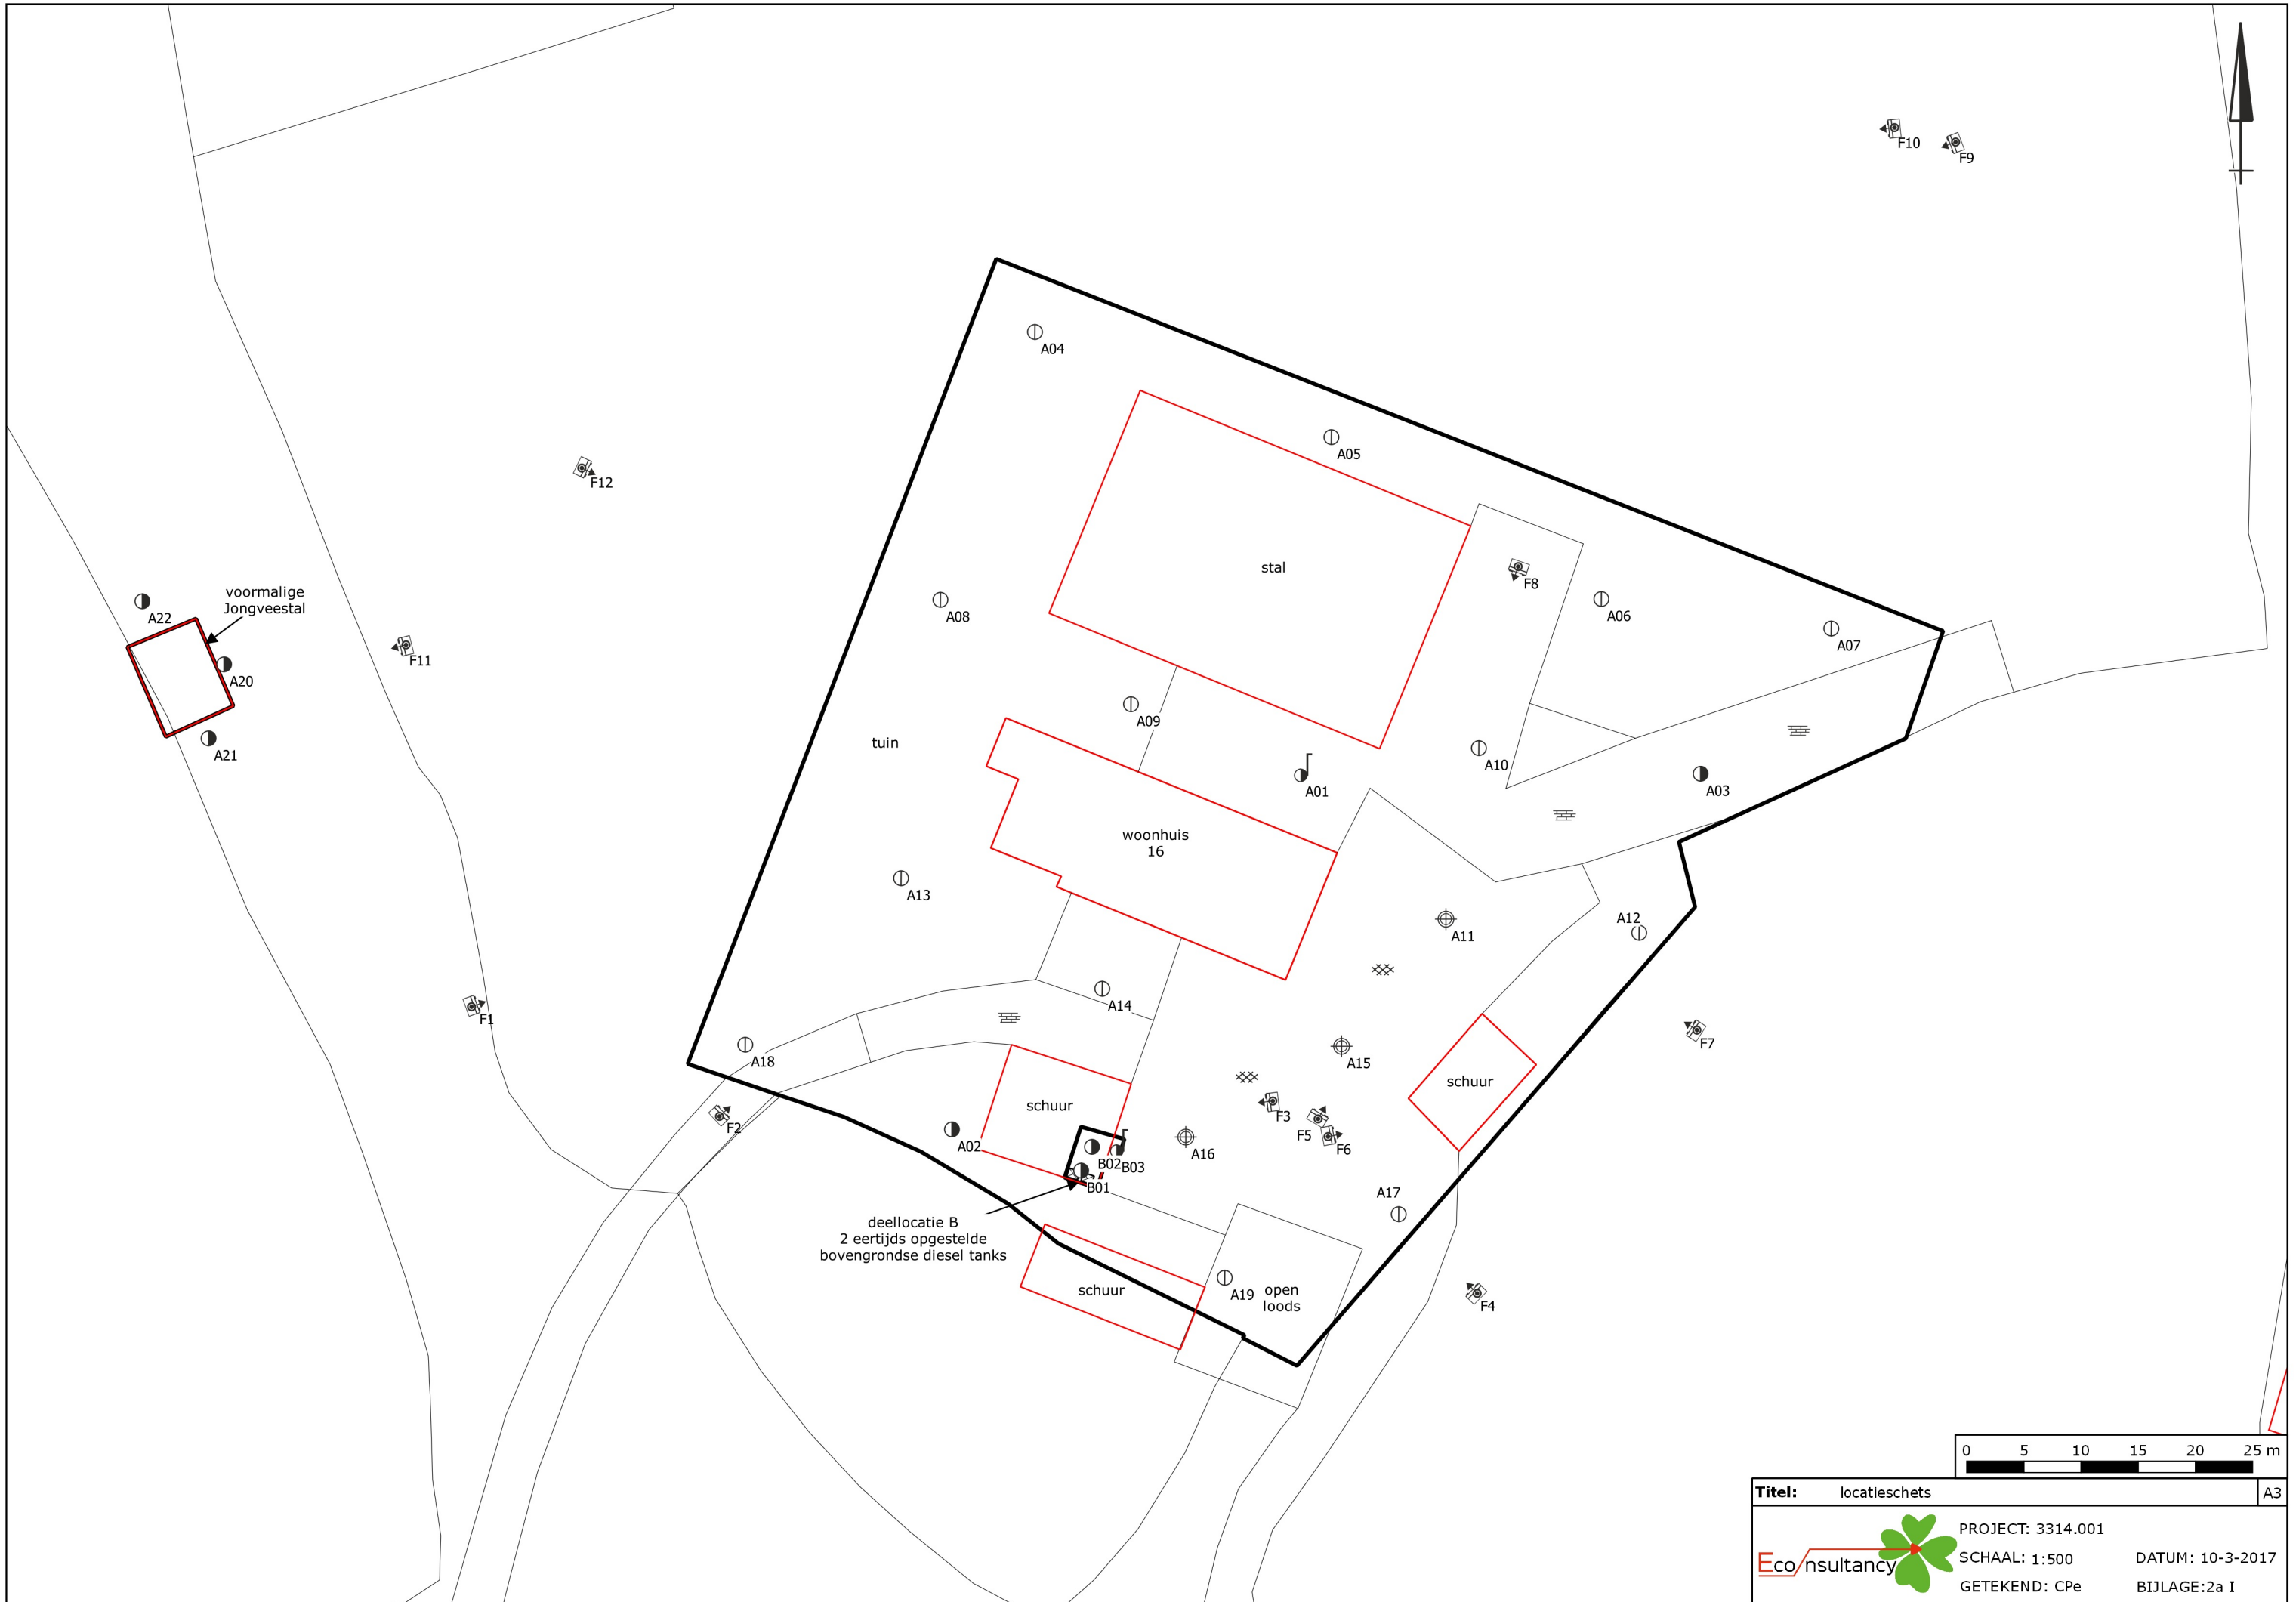 F10
F9
A04
A05
F12
stal
F8
voormalige
Jongveestal
A22
A06
A08
A07
F11
A20
A09
tuin
A21
A10
A01
A03
woonhuis
16
A13
A12
A11
A14
F1
F7
A18
A15
schuur
schuur
F3
F5
F2
A02
F6
A16
B02
B03
B01
A17
deellocatie B
2 eertijds opgestelde
bovengrondse diesel tanks
schuur
A19
open
loods
F4
0 5 10 15 20 25 m
Titel: locatieschets A3
Econsultancy
PROJECT: 3314.001
SCHAAL: 1:500 DATUM: 10-3-2017
GETEKEND: CPe BIJLAGE:2a I